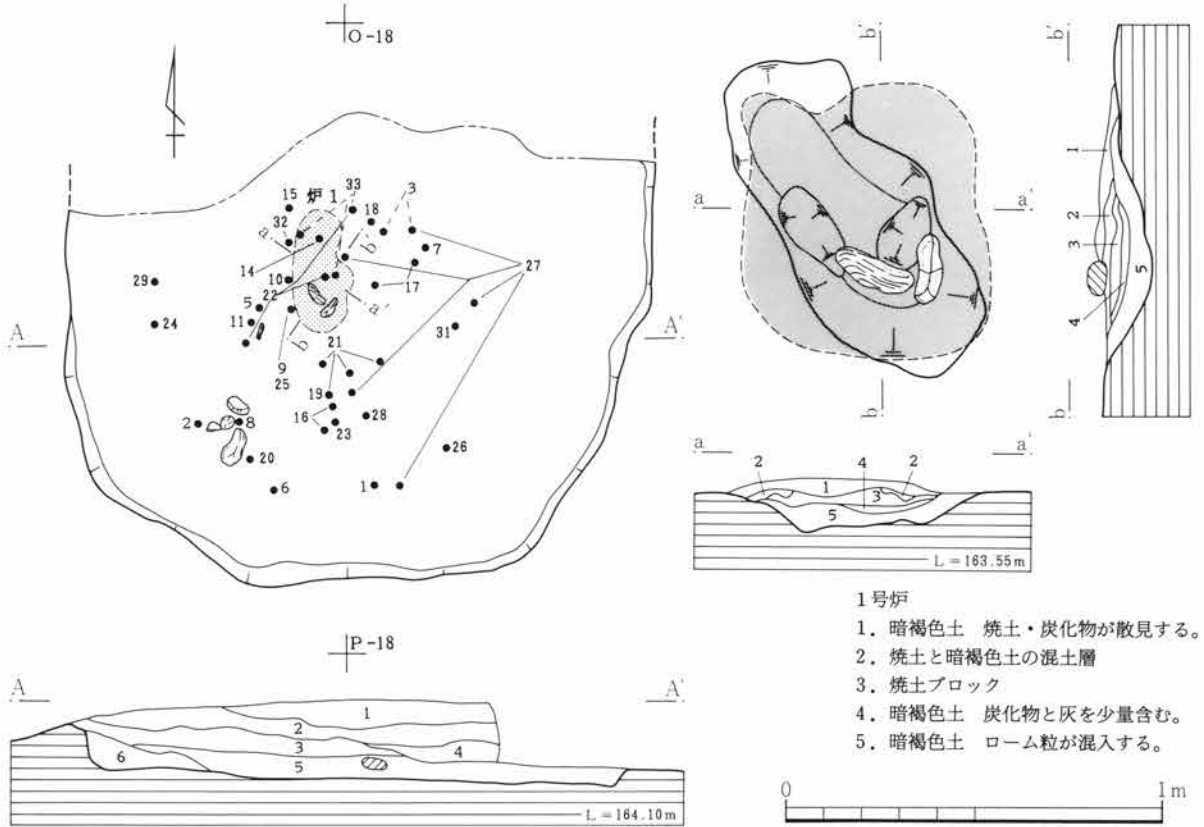 O-18
炉1
15
33
3
18
32
a
b'
7
14
27
29
10
17
22
5
a'
24
11
31
A
A'
b
21
9
25
19
16
28
2
8
23
26
20
6
1
P-18
A
A'
1
2
3
4
6
5
L=164.10m
b'
b'
a
a'
1
2
3
5
4
b
b
a
a'
4
2
2
1
3
5
L=163.55m
1号炉
1．暗褐色土　焼土・炭化物が散見する。
2．焼土と暗褐色土の混土層
3．焼土ブロック
4．暗褐色土　炭化物と灰を少量含む。
5．暗褐色土　ローム粒が混入する。
0
1m